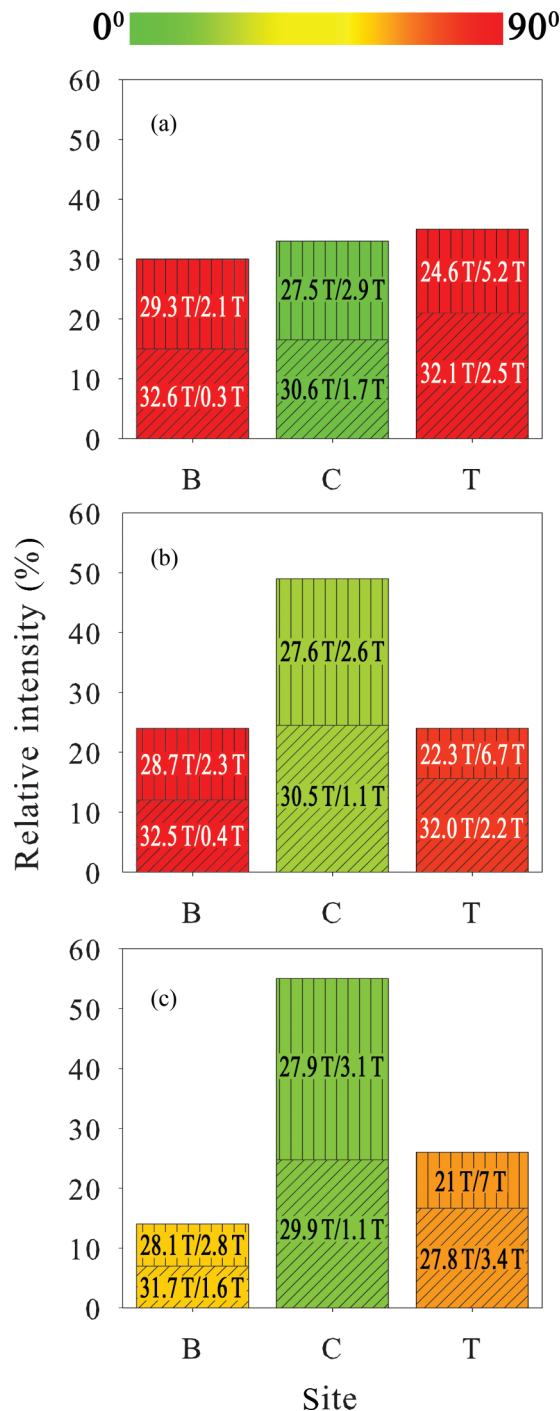 0⁰ 90⁰
60
(a)
50
40
30
24.6 T/5.2 T
27.5 T/2.9 T
29.3 T/2.1 T
20
32.1 T/2.5 T
30.6 T/1.7 T
32.6 T/0.3 T
10
0
B C T
60
(b)
50
40
27.6 T/2.6 T
30
20
22.3 T/6.7 T
28.7 T/2.3 T
30.5 T/1.1 T
10
32.0 T/2.2 T
32.5 T/0.4 T
0
B C T
Relative intensity (%)
60
(c)
50
40
27.9 T/3.1 T
30
20
21 T/7 T
28.1 T/2.8 T
10
29.9 T/1.1 T
27.8 T/3.4 T
31.7 T/1.6 T
0
B C T
Site